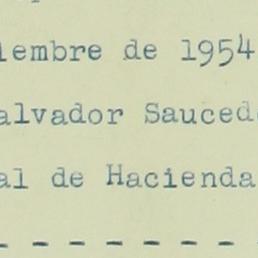 iembre de 1954
alvador Sauced
al de Hacienda
- - - - - - - -